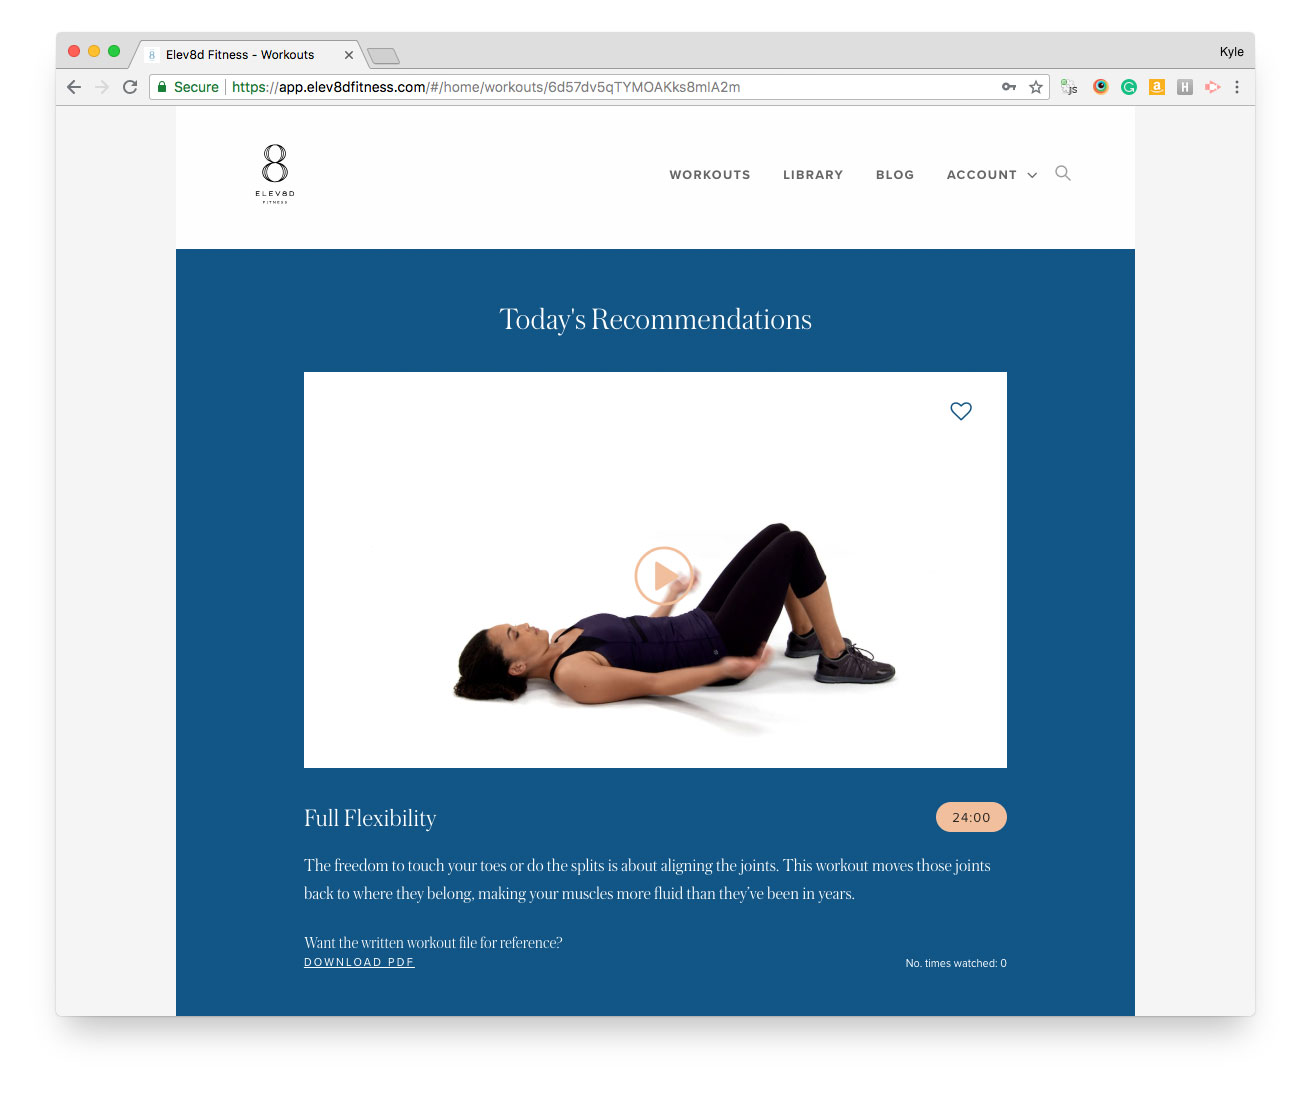 8 Elev8d Fitness - Workouts
Kyle
Secure https://app.elev8dfitness.com/#/home/workouts/6d57dv5qTYMOAKks8mlA2m
JS
G
a
H
8
ELEV8D
FITNESS
WORKOUTS LIBRARY BLOG ACCOUNT
Today's Recommendations
Full Flexibility
24:00
The freedom to touch your toes or do the splits is about aligning the joints. This workout moves those joints
back to where they belong, making your muscles more fluid than they've been in years.
Want the written workout file for reference?
DOWNLOAD PDF
No. times watched: 0